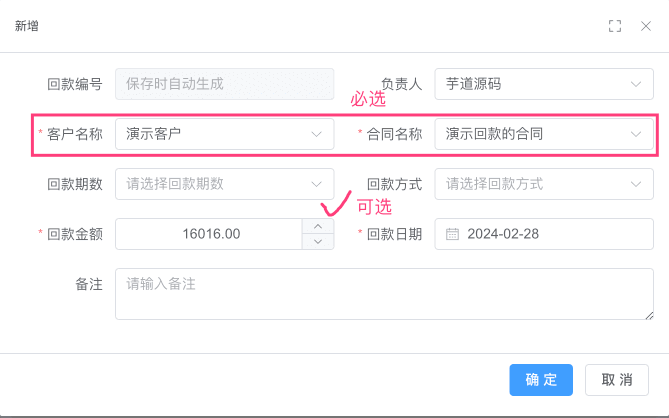 新增
回款编号 保存时自动生成 负责人 芋道源码
必选
* 客户名称 演示客户 * 合同名称 演示回款的合同
回款期数 请选择回款期数 回款方式 请选择回款方式
可选
* 回款金额 16016.00 * 回款日期 2024-02-28
备注 请输入备注
确定 取消